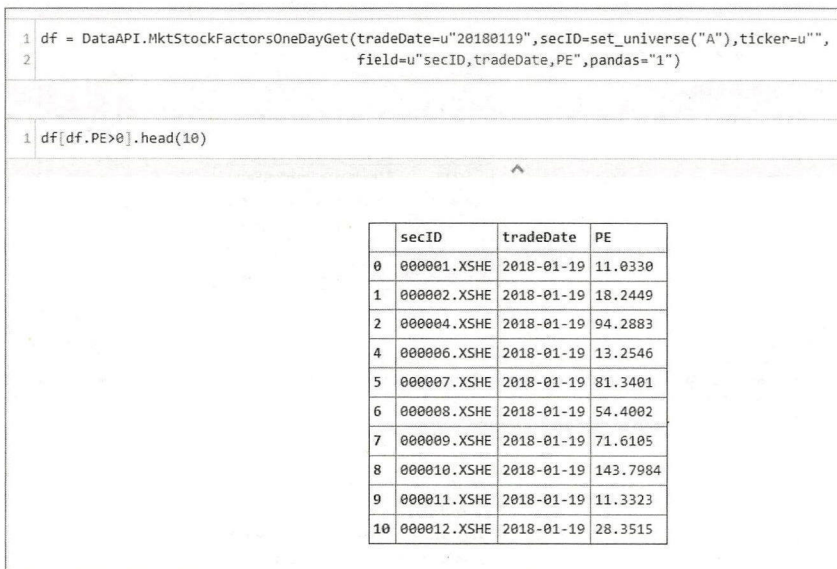 1 df = DataAPI.MktStockFactorsOneDayGet(tradeDate=u"20180119",secID=set_universe("A"),ticker=u"",
2 field=u"secID,tradeDate,PE",pandas="1")
1 df[df.PE>0].head(10)
secID tradeDate PE
0 000001.XSHE 2018-01-19 11.0330
1 000002.XSHE 2018-01-19 18.2449
2 000004.XSHE 2018-01-19 94.2883
4 000006.XSHE 2018-01-19 13.2546
5 000007.XSHE 2018-01-19 81.3401
6 000008.XSHE 2018-01-19 54.4002
7 000009.XSHE 2018-01-19 71.6105
8 000010.XSHE 2018-01-19 143.7984
9 000011.XSHE 2018-01-19 11.3323
10 000012.XSHE 2018-01-19 28.3515